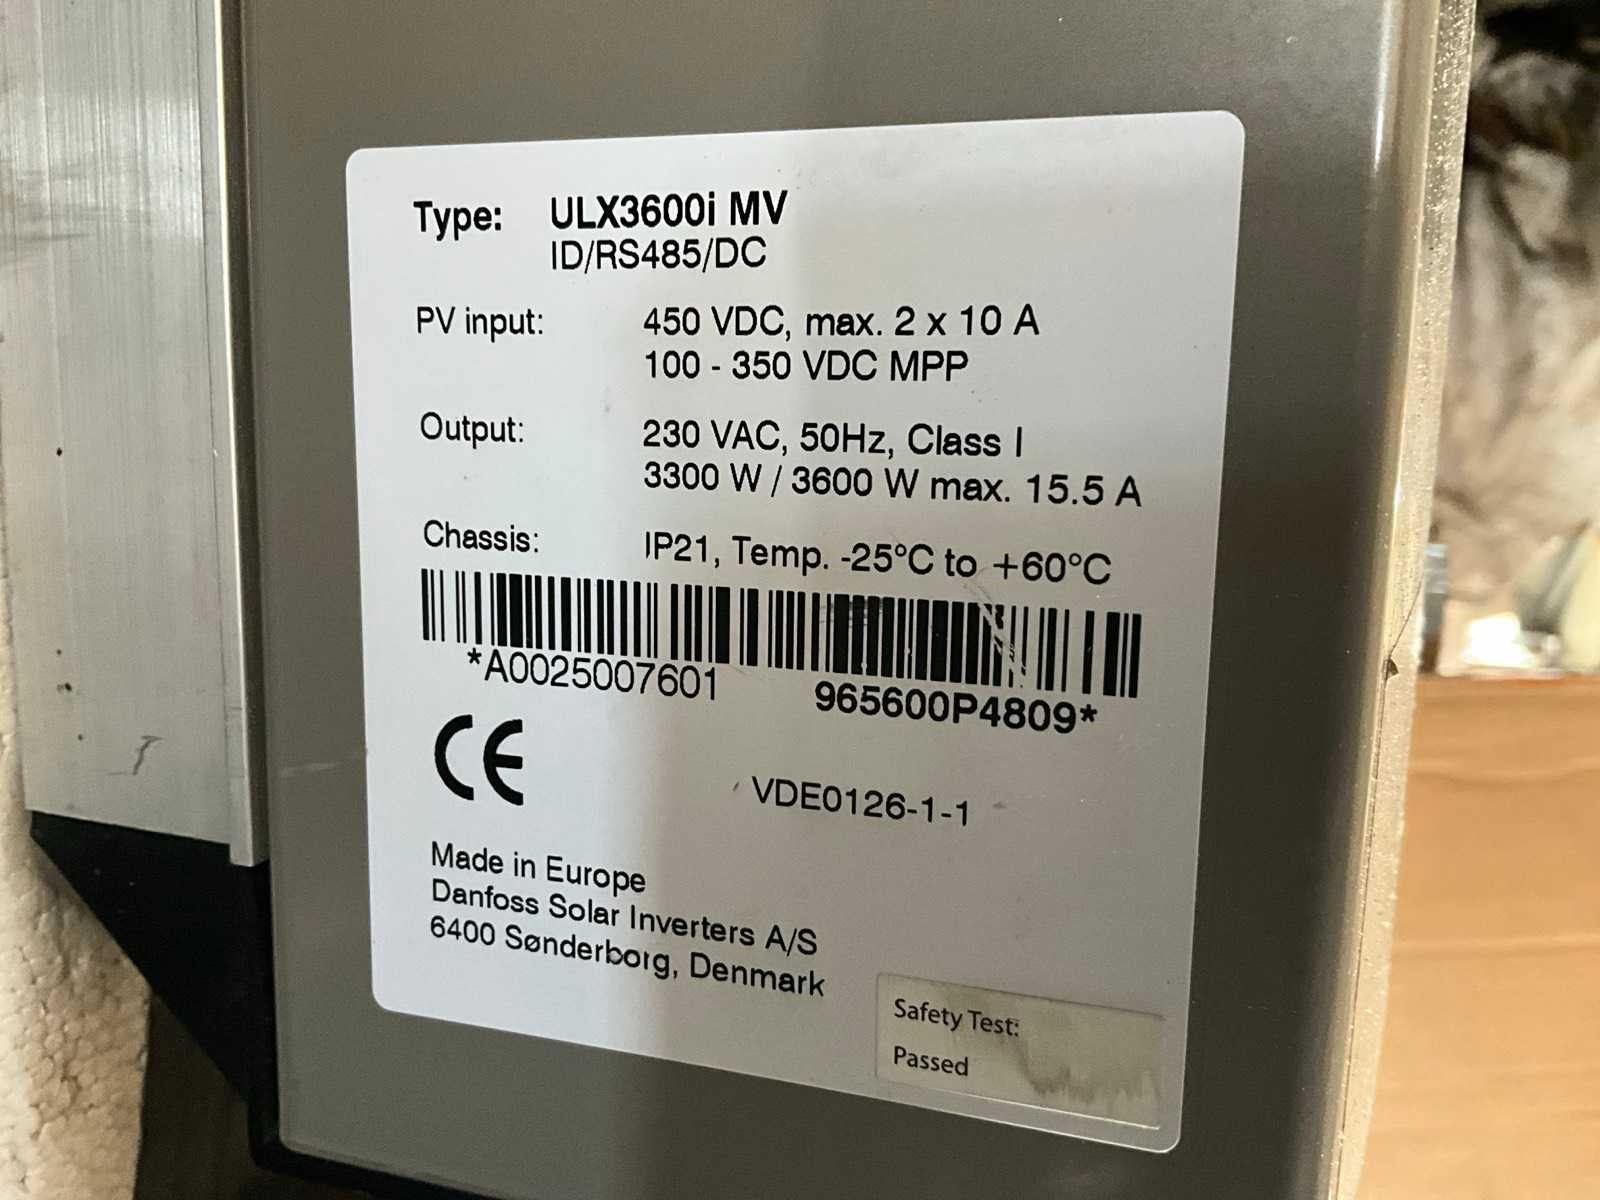 Type: ULX3600i MV
ID/RS485/DC
PV input: 450 VDC, max. 2 x 10 A
100 - 350 VDC MPP
Output: 230 VAC, 50Hz, Class I
3300 W / 3600 W max. 15.5 A
Chassis: IP21, Temp. -25°C to +60°C
*A0025007601 965600P4809*
CE
VDE0126-1-1
Made in Europe
Danfoss Solar Inverters A/S
6400 Sønderborg, Denmark
Safety Test:
Passed